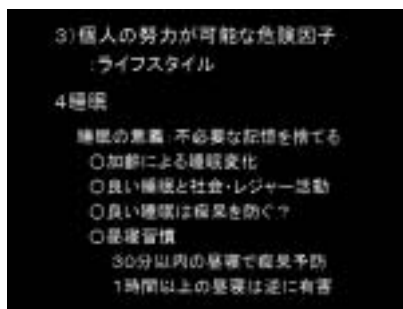 3)個人の努力が可能な危険因子
:ライフスタイル
4睡眠
睡眠の意義:不必要な記憶を捨てる
○加齢による睡眠変化
○良い睡眠と社会・レジャー活動
○良い睡眠は痴呆を防ぐ?
○昼寝習慣
30分以内の昼寝で痴呆予防
1時間以上の昼寝は逆に有害